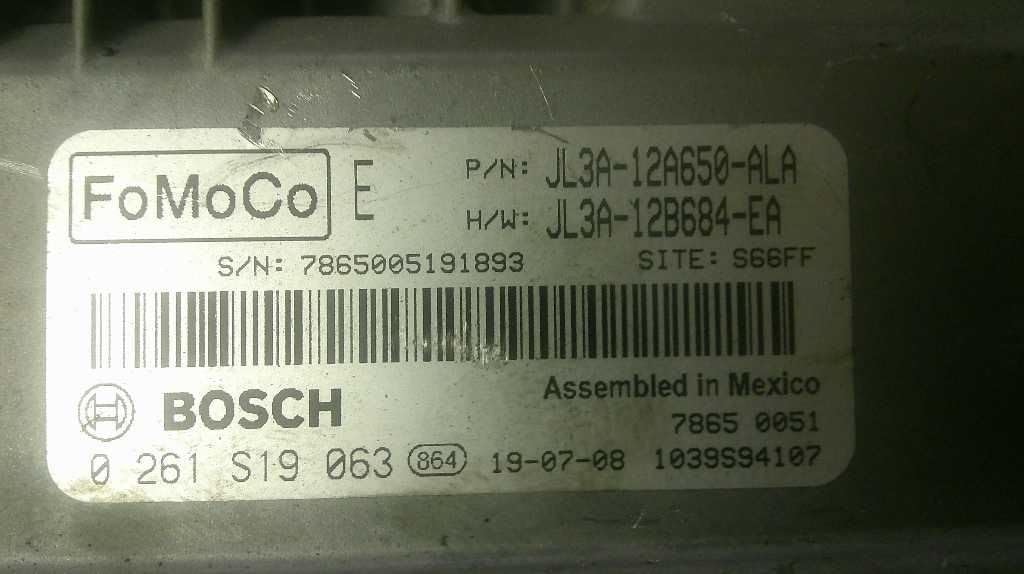 FoMoCo E P/N: JL3A-12A650-ALA
H/W: JL3A-12B684-EA
S/N: 7865005191893 SITE: S66FF
BOSCH Assembled in Mexico
7865 0051
0 261 S19 063 864 19-07-08 1039S94107